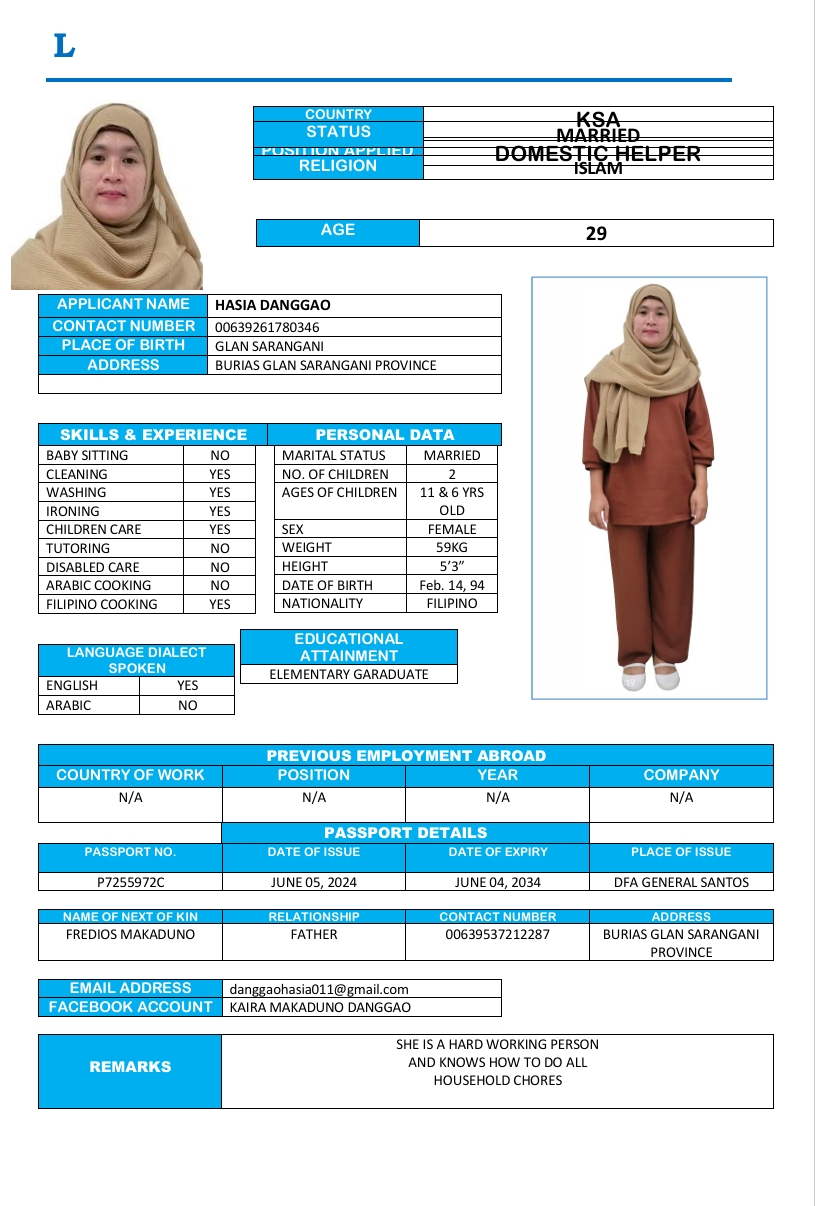 L
COUNTRY KSA
STATUS MARRIED
POSITION APPLIED DOMESTIC HELPER
RELIGION ISLAM
AGE 29
APPLICANT NAME HASIA DANGGAO
CONTACT NUMBER 00639261780346
PLACE OF BIRTH GLAN SARANGANI
ADDRESS BURIAS GLAN SARANGANI PROVINCE
SKILLS & EXPERIENCE PERSONAL DATA
BABY SITTING NO MARITAL STATUS MARRIED
CLEANING YES NO. OF CHILDREN 2
WASHING YES AGES OF CHILDREN 11 & 6 YRS
IRONING YES OLD
CHILDREN CARE YES SEX FEMALE
TUTORING NO WEIGHT 59KG
DISABLED CARE NO HEIGHT 5’3”
ARABIC COOKING NO DATE OF BIRTH Feb. 14, 94
FILIPINO COOKING YES NATIONALITY FILIPINO
EDUCATIONAL
ATTAINMENT
ELEMENTARY GARADUATE
LANGUAGE DIALECT
SPOKEN
ENGLISH YES
ARABIC NO
PREVIOUS EMPLOYMENT ABROAD
COUNTRY OF WORK POSITION YEAR COMPANY
N/A N/A N/A N/A
PASSPORT DETAILS
PASSPORT NO. DATE OF ISSUE DATE OF EXPIRY PLACE OF ISSUE
P7255972C JUNE 05, 2024 JUNE 04, 2034 DFA GENERAL SANTOS
NAME OF NEXT OF KIN RELATIONSHIP CONTACT NUMBER ADDRESS
FREDIOS MAKADUNO FATHER 00639537212287 BURIAS GLAN SARANGANI
PROVINCE
EMAIL ADDRESS danggaohasia011@gmail.com
FACEBOOK ACCOUNT KAIRA MAKADUNO DANGGAO
REMARKS
SHE IS A HARD WORKING PERSON
AND KNOWS HOW TO DO ALL
HOUSEHOLD CHORES